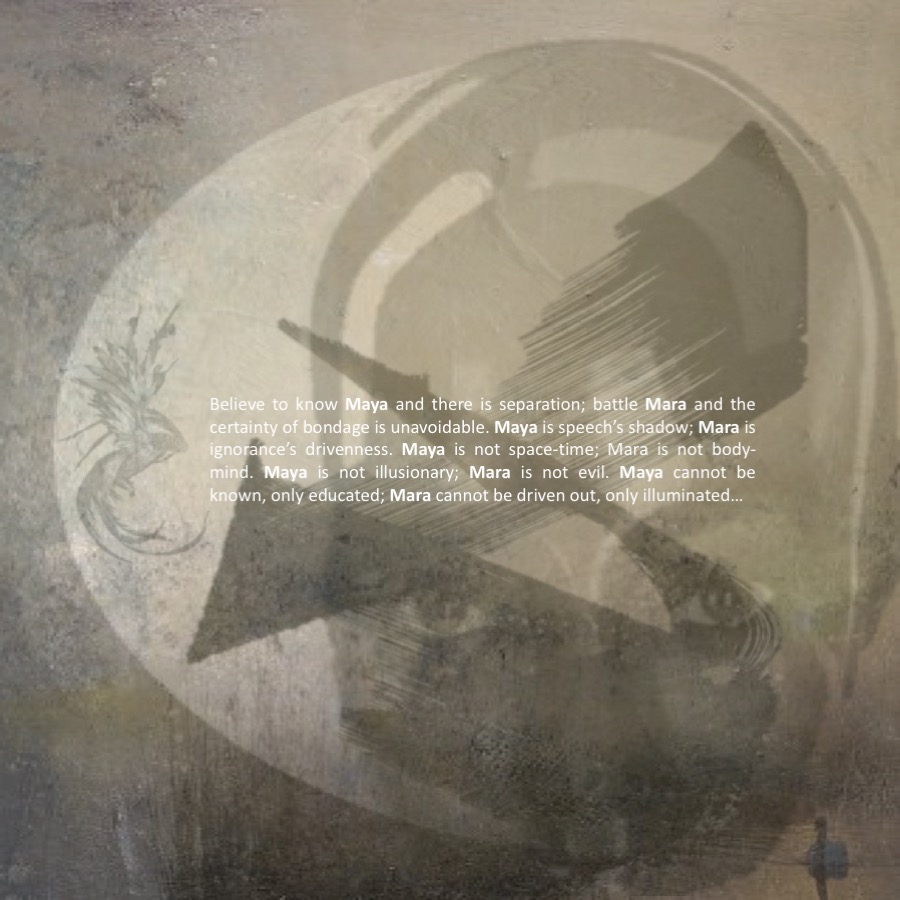 Believe to know Maya and there is separation; battle Mara and the
certainty of bondage is unavoidable. Maya is speech’s shadow; Mara is
ignorance’s drivenness. Maya is not space-time; Mara is not body-
mind. Maya is not illusionary; Mara is not evil. Maya cannot be
known, only educated; Mara cannot be driven out, only illuminated…